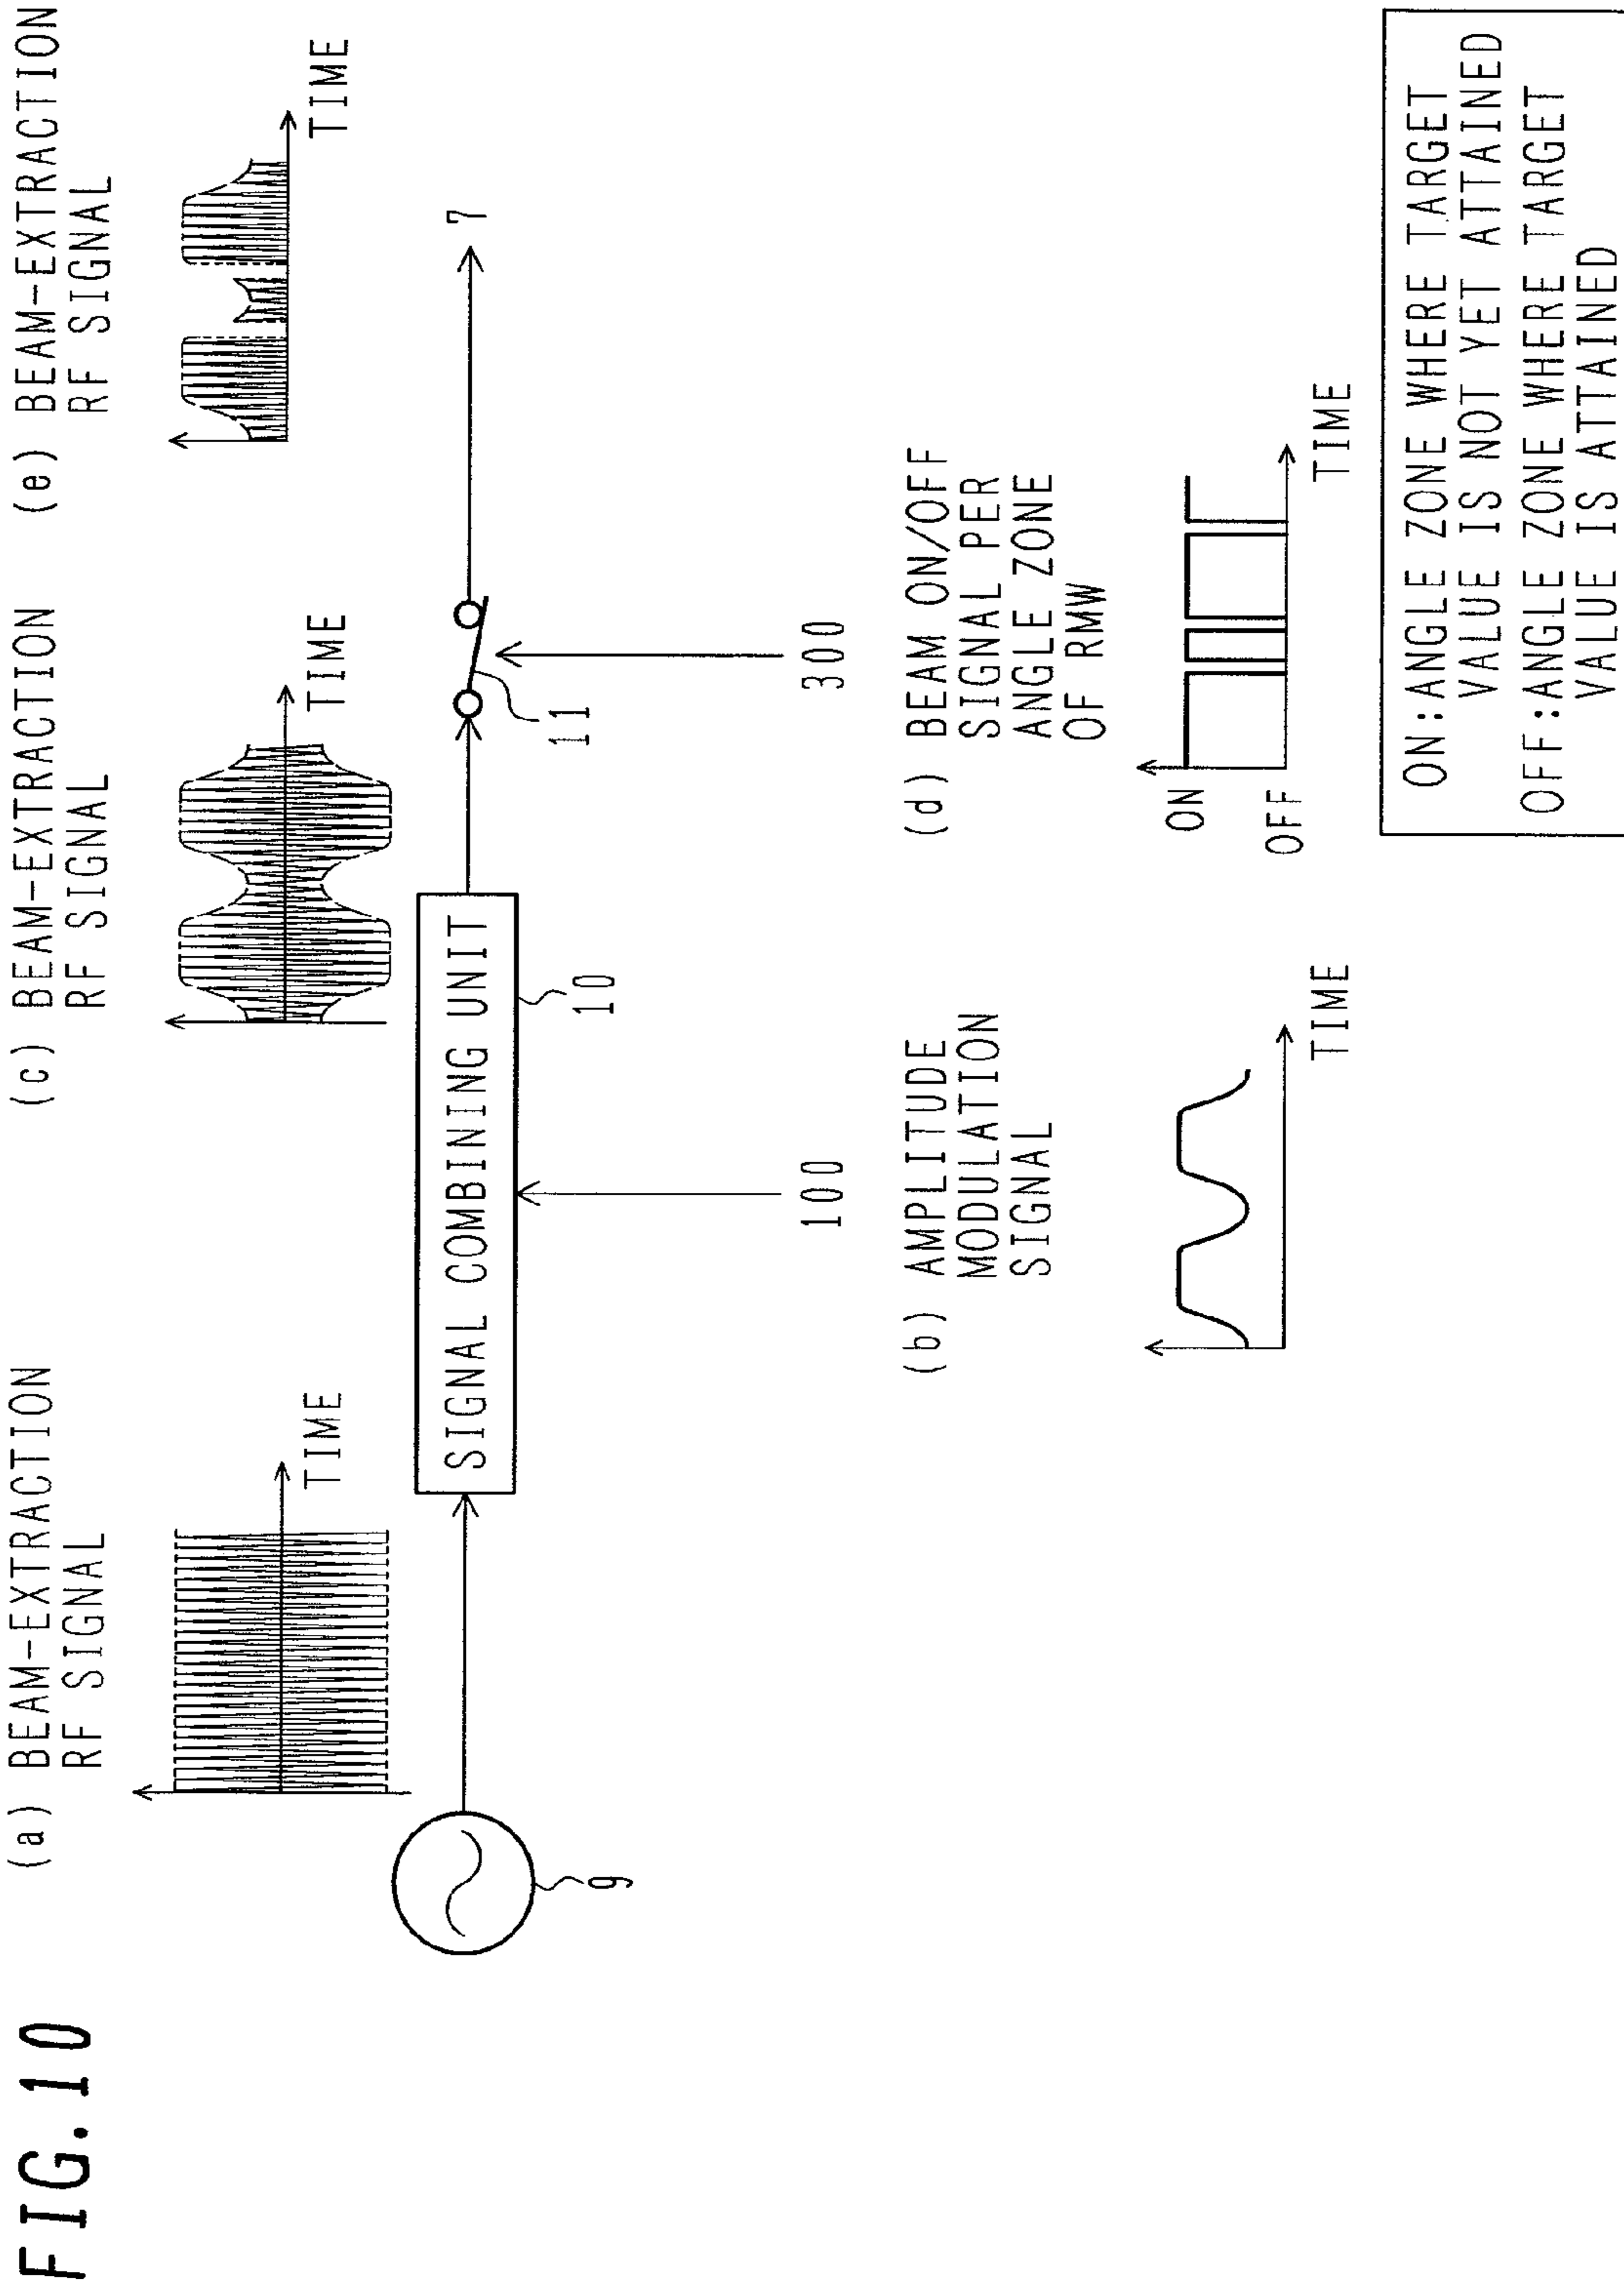 FIG. 10
(a) BEAM-EXTRACTION
RF SIGNAL
TIME
(c) BEAM-EXTRACTION
RF SIGNAL
TIME
(e) BEAM-EXTRACTION
RF SIGNAL
TIME
9
SIGNAL COMBINING UNIT
10
11
7
100
300
(b) AMPLITUDE
MODULATION
SIGNAL
TIME
(d) BEAM ON/OFF
SIGNAL PER
ANGLE ZONE
OF RMW
ON
OFF
TIME
ON:ANGLE ZONE WHERE TARGET
VALUE IS NOT YET ATTAINED
OFF:ANGLE ZONE WHERE TARGET
VALUE IS ATTAINED